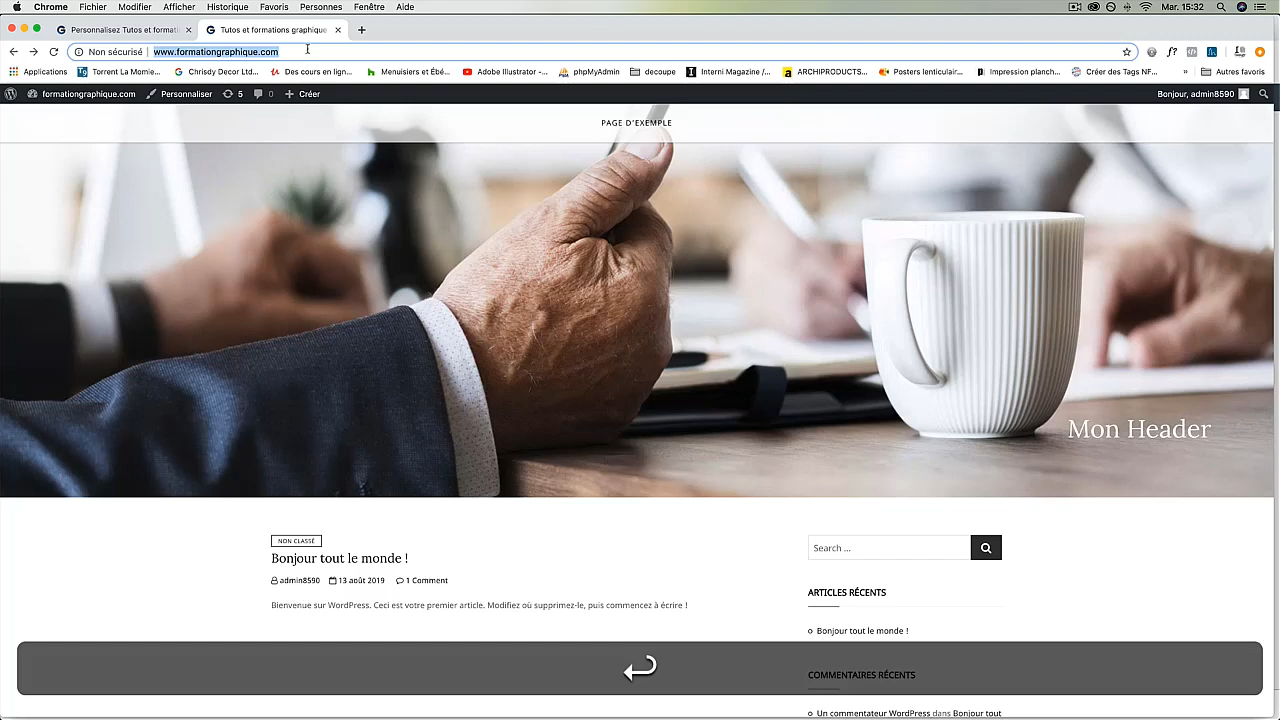 Chrome Fichier Modifier Afficher Historique Favoris Personnes Fenêtre Aide Mar. 15:32
Personnalisez Tutos et formati Tutos et formations graphique
Non sécurisé www.formationgraphique.com
Applications Torrent La Miemie... Chrisdy Decor Ltd... Des cours en lign... Menuisiers et Ébé... Adobe Illustrator -... phpMyAdmin decoupe Interni Magazine /... ARCHIPRODUCTS... Posters lenticulair... Impression planch... Créer des Tags NF... » Autres favoris
formationgraphique.com Personnaliser 5 0 Créer Bonjour, admin8590
PAGE D'EXEMPLE
Mon Header
NON CLASSÉ
Bonjour tout le monde !
admin8590 13 août 2019 1 Comment
Bienvenue sur WordPress. Ceci est votre premier article. Modifiez où supprimez-le, puis commencez à écrire !
Search ...
ARTICLES RÉCENTS
Bonjour tout le monde !
COMMENTAIRES RÉCENTS
Un commentateur WordPress dans Bonjour tout